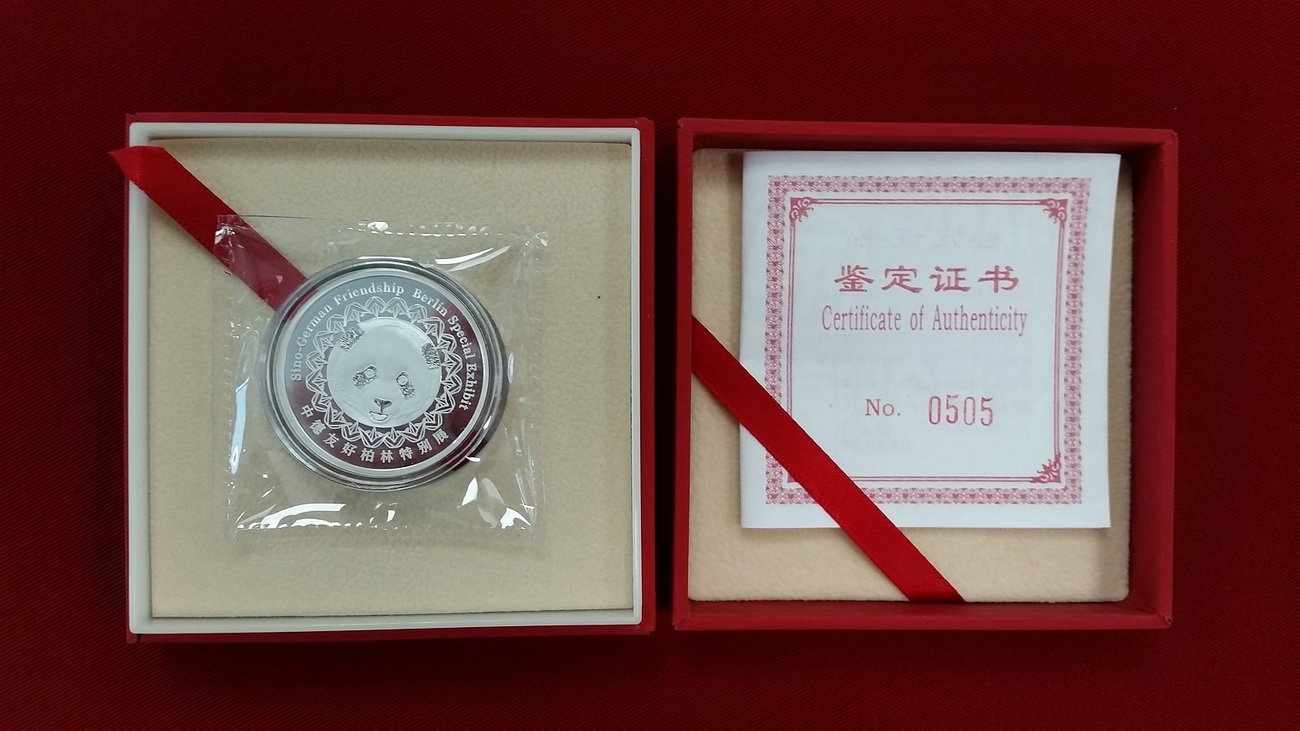 Sino-German Friendship Berlin Special Exhibit
中德友好柏林特别展
鉴定证书
Certificate of Authenticity
No. 0505